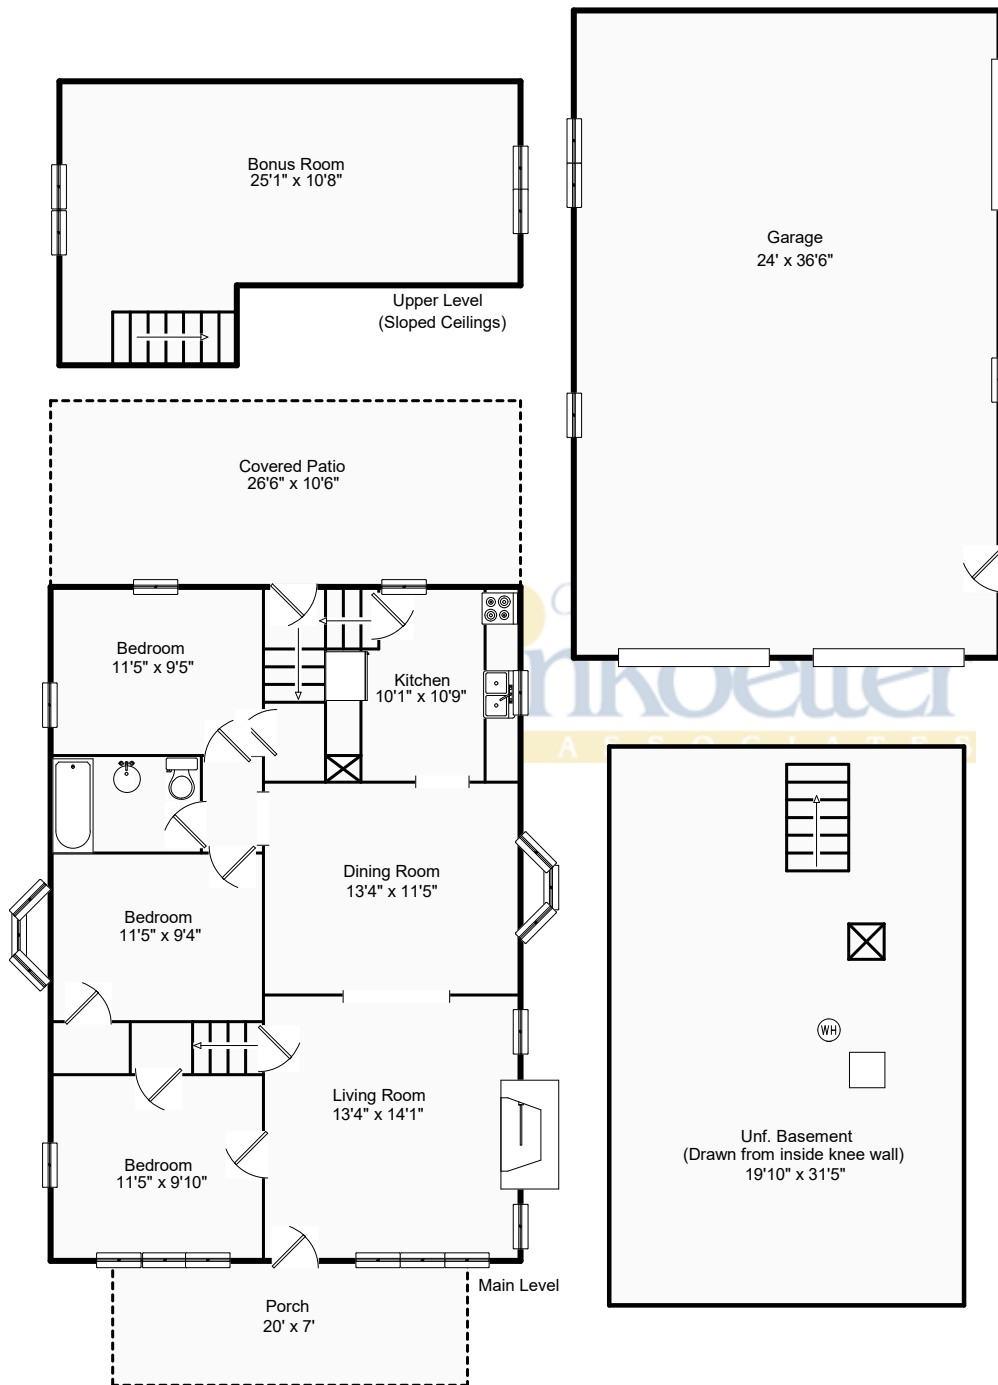 Bonus Room
25'1" x 10'8"
Upper Level
(Sloped Ceilings)
Garage
24' x 36'6"
Covered Patio
26'6" x 10'6"
Bedroom
11'5" x 9'5"
Kitchen
10'1" x 10'9"
ASSOCIATES
Dining Room
13'4" x 11'5"
Bedroom
11'5" x 9'4"
Living Room
13'4" x 14'1"
Bedroom
11'5" x 9'10"
Main Level
Porch
20' x 7'
WH
Unf. Basement
(Drawn from inside knee wall)
19'10" x 31'5"